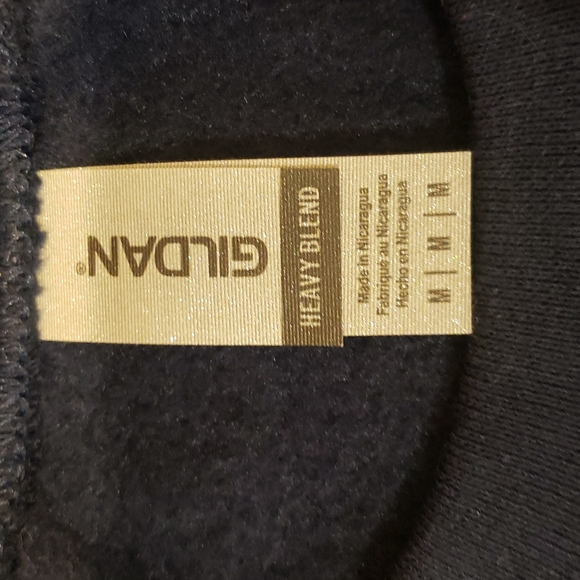 GILDAN®
HEAVY BLEND
Made in Nicaragua
Fabriqué au Nicaragua
Hecho en Nicaragua
M | M | M